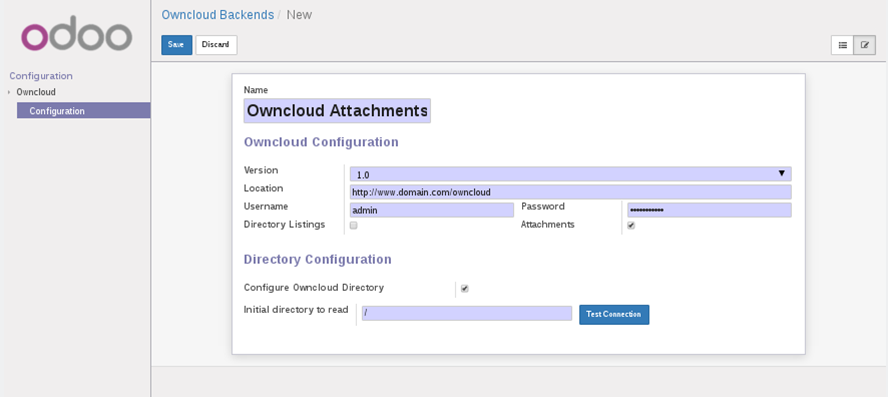 odoo
Configuration
Owncloud
Configuration
Owncloud Backends / New
Save Discard
Name
Owncloud Attachments
Owncloud Configuration
Version 1.0
Location http://www.domain.com/owncloud
Username admin Password •••••••••••
Directory Listings Attachments
Directory Configuration
Configure Owncloud Directory
Initial directory to read / Test Connection